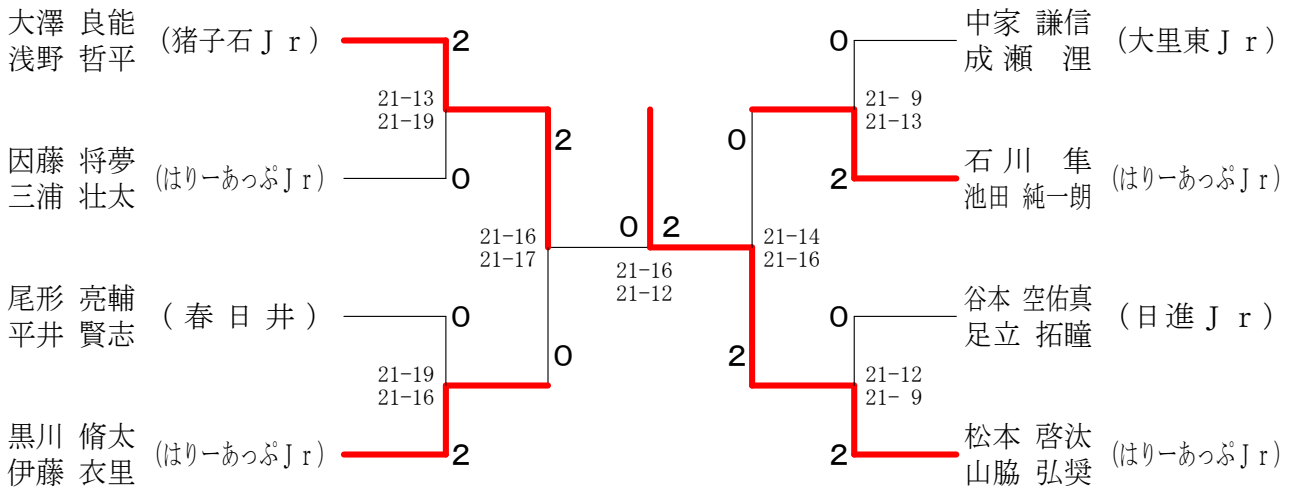 大澤 良能
浅野 哲平
(猪子石Ｊｒ)
2
21-13
21-19
因藤 将夢
三浦 壮太
(はりーあっぷＪｒ)
0
2
21-16
21-17
尾形 亮輔
平井 賢志
(春日井)
0
21-19
21-16
0
黒川 脩太
伊藤 衣里
(はりーあっぷＪｒ)
2
0 2
21-16
21-12
0
中家 謙信
成瀬 浬
(大里東Ｊｒ)
21- 9
21-13
0
2
石川 隼
池田 純一朗
(はりーあっぷＪｒ)
21-14
21-16
0
谷本 空佑真
足立 拓瞳
(日進Ｊｒ)
2
21-12
21- 9
2
松本 啓汰
山脇 弘奨
(はりーあっぷＪｒ)